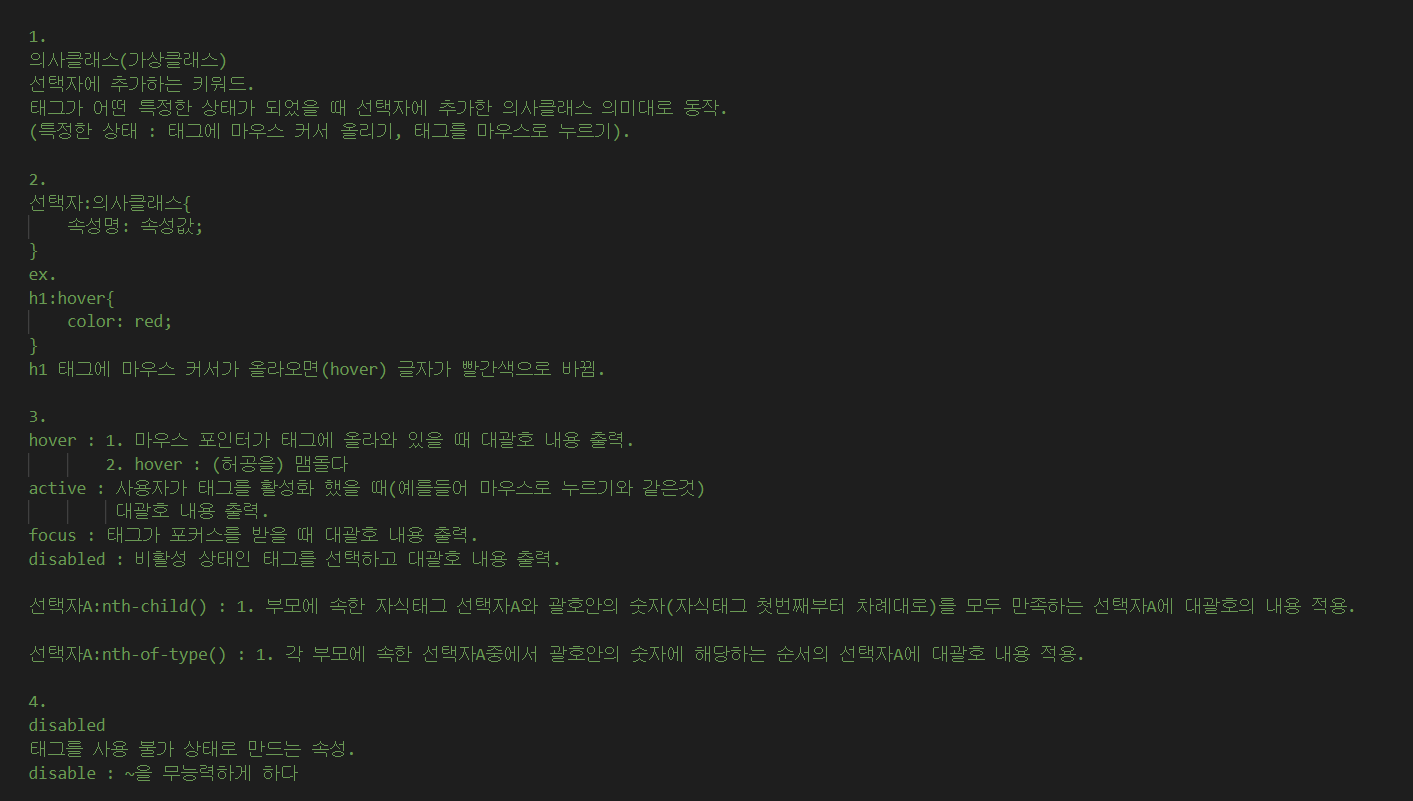 1.
의사클래스(가상클래스)
선택자에 추가하는 키워드.
태그가 어떤 특정한 상태가 되었을 때 선택자에 추가한 의사클래스 의미대로 동작.
(특정한 상태 : 태그에 마우스 커서 올리기, 태그를 마우스로 누르기).
2.
선택자:의사클래스{
속성명: 속성값;
}
ex.
h1:hover{
color: red;
}
h1 태그에 마우스 커서가 올라오면(hover) 글자가 빨간색으로 바뀜.
3.
hover : 1. 마우스 포인터가 태그에 올라와 있을 때 대괄호 내용 출력.
2. hover : (허공을) 맴돌다
active : 사용자가 태그를 활성화 했을 때(예를들어 마우스로 누르기와 같은것)
대괄호 내용 출력.
focus : 태그가 포커스를 받을 때 대괄호 내용 출력.
disabled : 비활성 상태인 태그를 선택하고 대괄호 내용 출력.
선택자A:nth-child() : 1. 부모에 속한 자식태그 선택자A와 괄호안의 숫자(자식태그 첫번째부터 차례대로)를 모두 만족하는 선택자A에 대괄호의 내용 적용.
선택자A:nth-of-type() : 1. 각 부모에 속한 선택자A중에서 괄호안의 숫자에 해당하는 순서의 선택자A에 대괄호 내용 적용.
4.
disabled
태그를 사용 불가 상태로 만드는 속성.
disable : ~을 무능력하게 하다